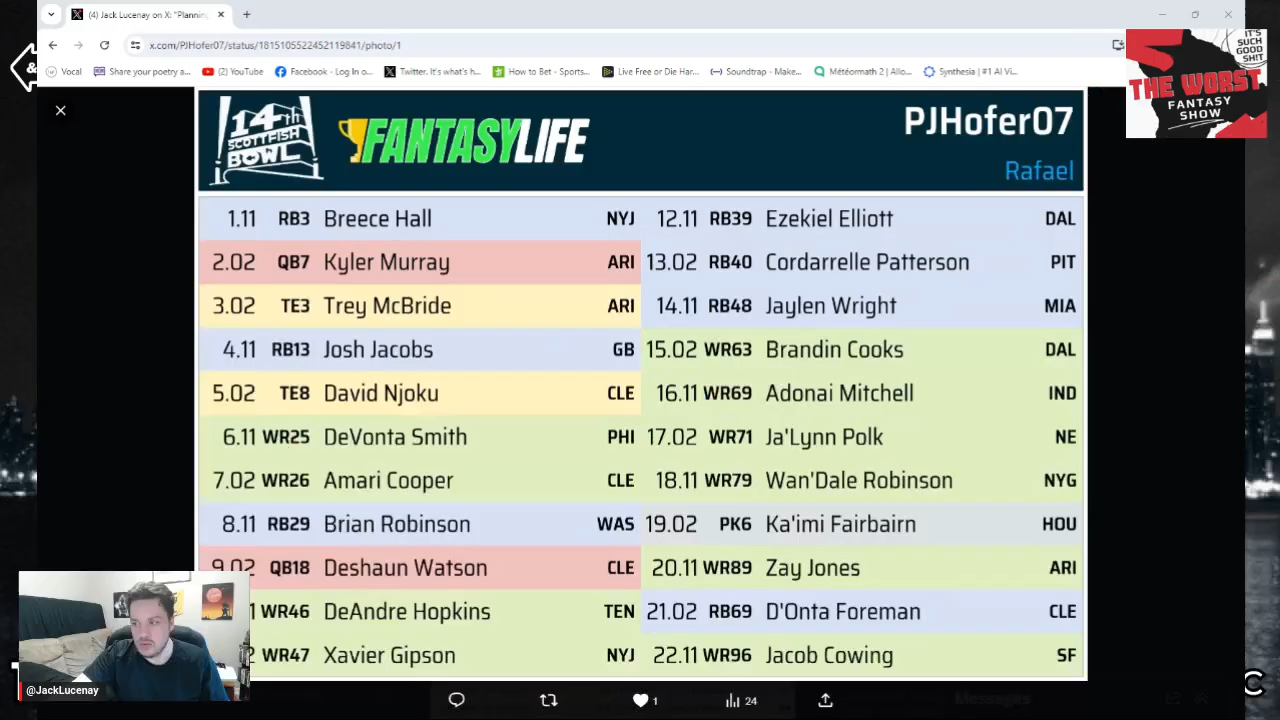 (4) Jack Lucenay on X: "Planning
x.com/PJHofer07/status/1815105522452119841/photo/1
Vocal
Share your poetry a...
(2) YouTube
Facebook - Log In o...
Twitter. It's what's h...
How to Bet - Sports...
Live Free or Die Har...
Soundtrap - Make...
Météormath 2 | Allo...
Synthesia | #1 AI Vi...
IT'S SUCH GOOD SH!T!
THE WORST
FANTASY
SHOW
&
14th
SCOTTFISH
BOWL
FANTASYLIFE
PJHofer07
Rafael
1.11 RB3 Breece Hall NYJ
2.02 QB7 Kyler Murray ARI
3.02 TE3 Trey McBride ARI
4.11 RB13 Josh Jacobs GB
5.02 TE8 David Njoku CLE
6.11 WR25 DeVonta Smith PHI
7.02 WR26 Amari Cooper CLE
8.11 RB29 Brian Robinson WAS
9.02 QB18 Deshaun Watson CLE
WR46 DeAndre Hopkins TEN
WR47 Xavier Gipson NYJ
12.11 RB39 Ezekiel Elliott DAL
13.02 RB40 Cordarrelle Patterson PIT
14.11 RB48 Jaylen Wright MIA
15.02 WR63 Brandin Cooks DAL
16.11 WR69 Adonai Mitchell IND
17.02 WR71 Ja'Lynn Polk NE
18.11 WR79 Wan'Dale Robinson NYG
19.02 PK6 Ka'imi Fairbairn HOU
20.11 WR89 Zay Jones ARI
21.02 RB69 D'Onta Foreman CLE
22.11 WR96 Jacob Cowing SF
@JackLucenay
1
24
Messages